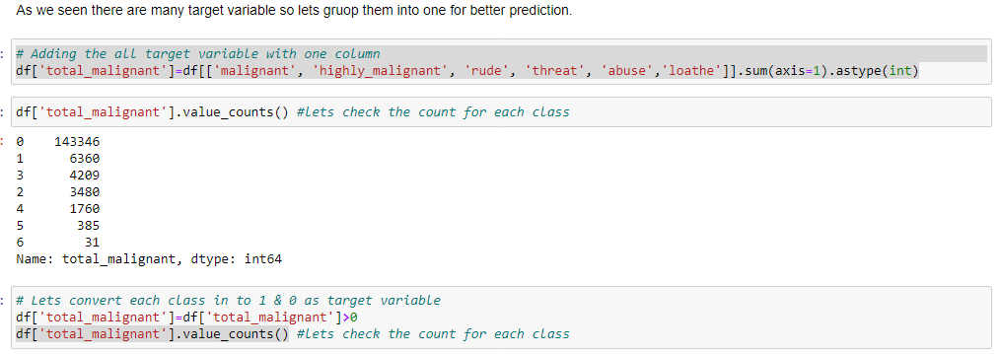 As we seen there are many target variable so lets gruop them into one for better prediction.
: # Adding the all target variable with one column
df['total_malignant']=df[['malignant', 'highly_malignant', 'rude', 'threat', 'abuse','loathe']].sum(axis=1).astype(int)
: df['total_malignant'].value_counts() #lets check the count for each class
: 0 143346
1 6360
3 4209
2 3480
4 1760
5 385
6 31
Name: total_malignant, dtype: int64
: # Lets convert each class in to 1 & 0 as target variable
df['total_malignant']=df['total_malignant']>0
df['total_malignant'].value_counts() #lets check the count for each class